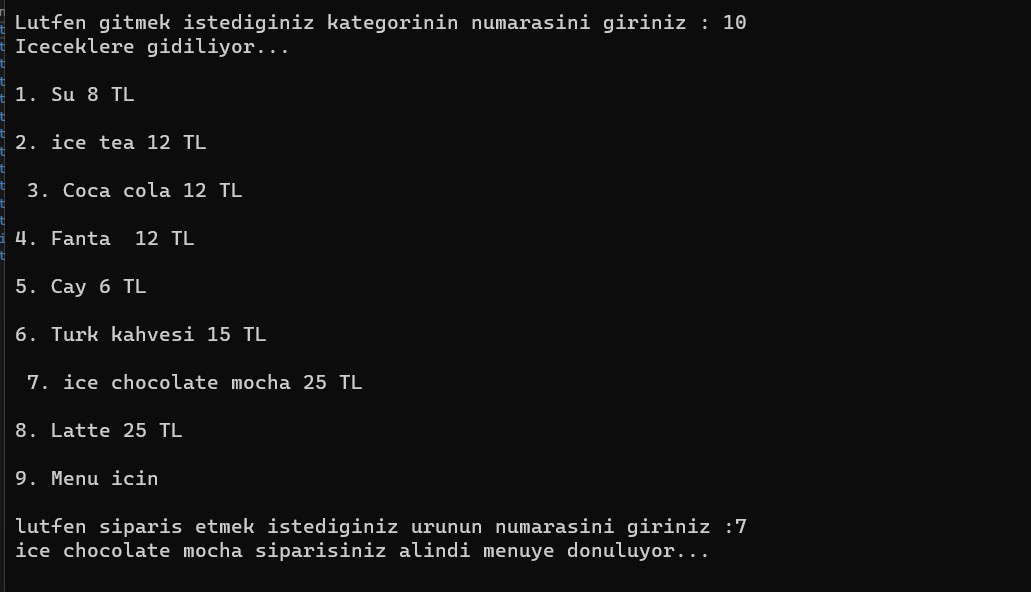 Lutfen gitmek istediginiz kategorinin numarasini giriniz : 10
Iceceklere gidiliyor...
1. Su 8 TL
2. ice tea 12 TL
3. Coca cola 12 TL
4. Fanta  12 TL
5. Cay 6 TL
6. Turk kahvesi 15 TL
7. ice chocolate mocha 25 TL
8. Latte 25 TL
9. Menu icin
lutfen siparis etmek istediginiz urunun numarasini giriniz :7
ice chocolate mocha siparisiniz alindi menuye donuluyor...